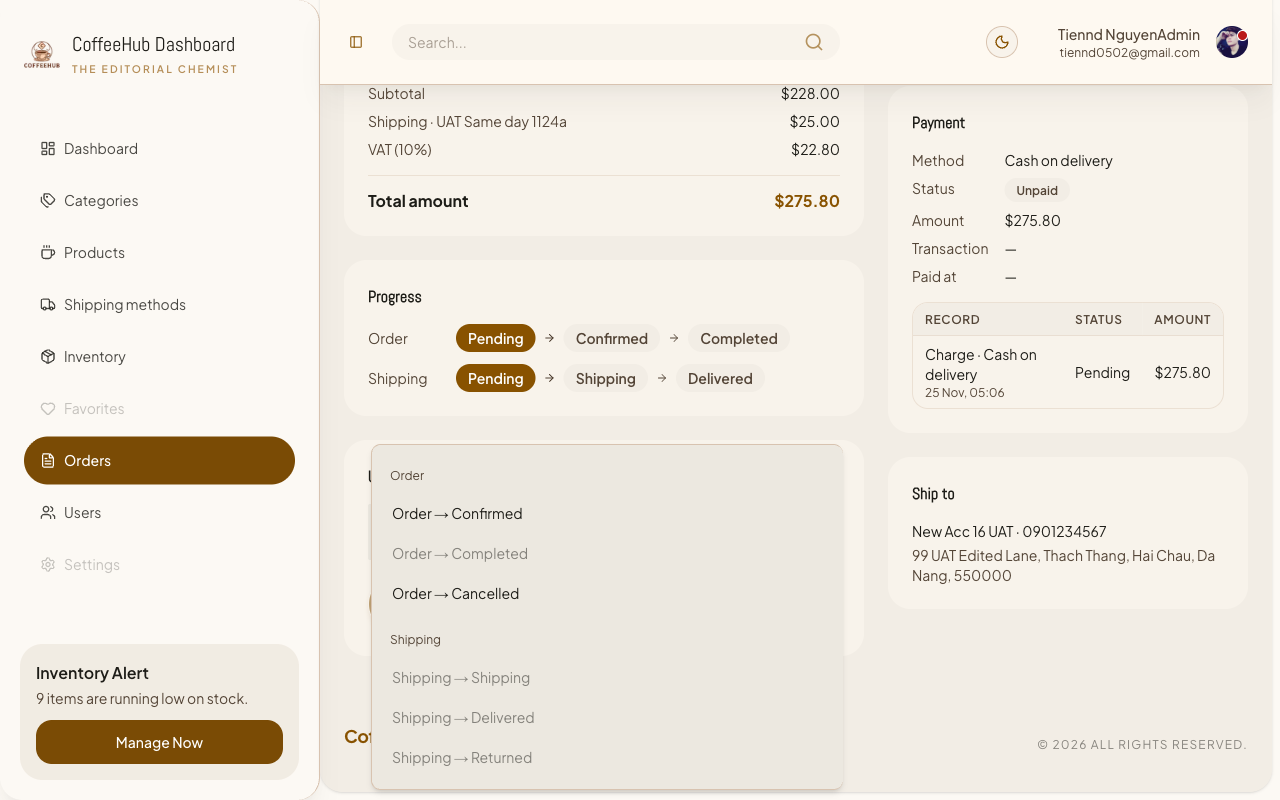 COFFEEHUB
CoffeeHub Dashboard
THE EDITORIAL CHEMIST
Dashboard
Categories
Products
Shipping methods
Inventory
Favorites
Orders
Users
Settings
Inventory Alert
9 items are running low on stock.
Manage Now
Search...
Tiennd NguyenAdmin
tiennd0502@gmail.com
Subtotal $228.00
Shipping · UAT Same day 1124a $25.00
VAT (10%) $22.80
Total amount $275.80
Progress
Order Pending → Confirmed → Completed
Shipping Pending → Shipping → Delivered
Order
Order → Confirmed
Order → Completed
Order → Cancelled
Shipping
Shipping → Shipping
Shipping → Delivered
Shipping → Returned
Payment
Method Cash on delivery
Status Unpaid
Amount $275.80
Transaction —
Paid at —
RECORD STATUS AMOUNT
Charge · Cash on
delivery
25 Nov, 05:06
Pending $275.80
Ship to
New Acc 16 UAT · 0901234567
99 UAT Edited Lane, Thach Thang, Hai Chau, Da
Nang, 550000
© 2026 ALL RIGHTS RESERVED.